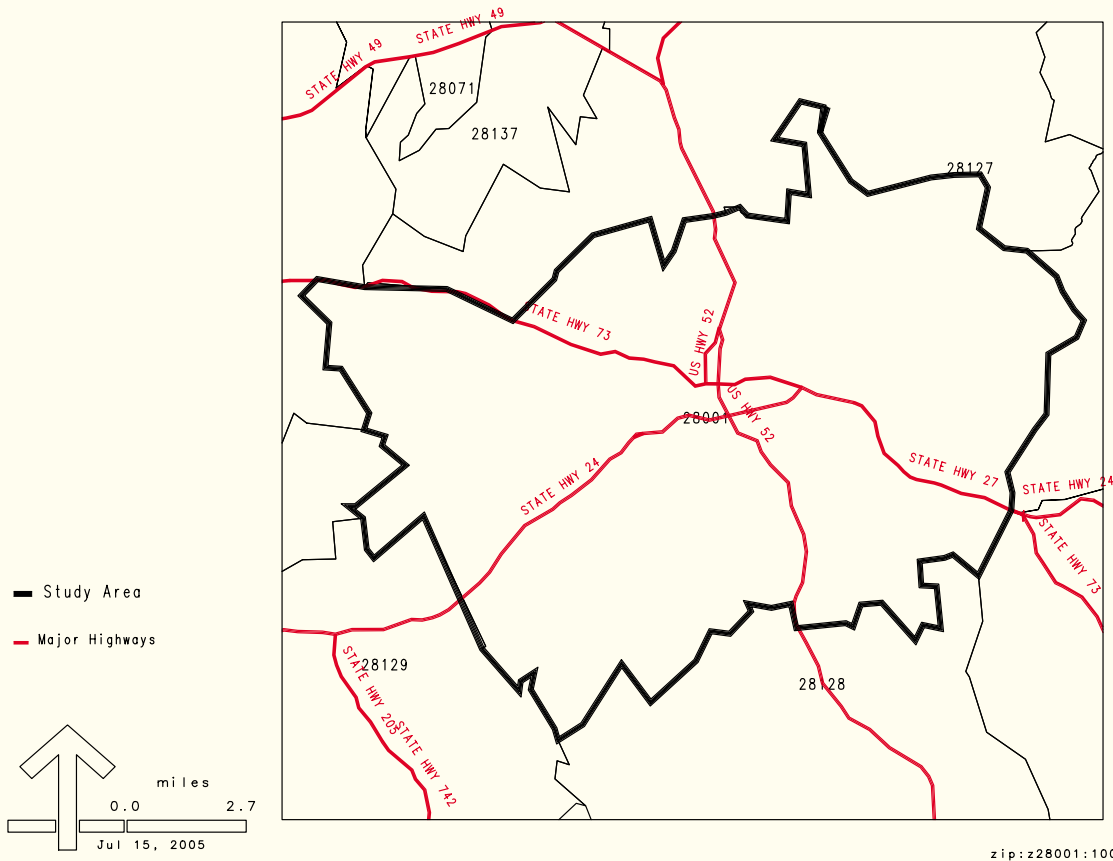 STATE HWY 49
STATE HWY 49
28071
28137
28127
STATE HWY 73
US HWY 52
US HWY 52
28001
STATE HWY 24
STATE HWY 27
STATE HWY 24
STATE HWY 73
Study Area
Major Highways
28129
28128
STATE HWY 205
STATE HWY 742
miles
0.0 2.7
Jul 15, 2005
zip:z28001:100